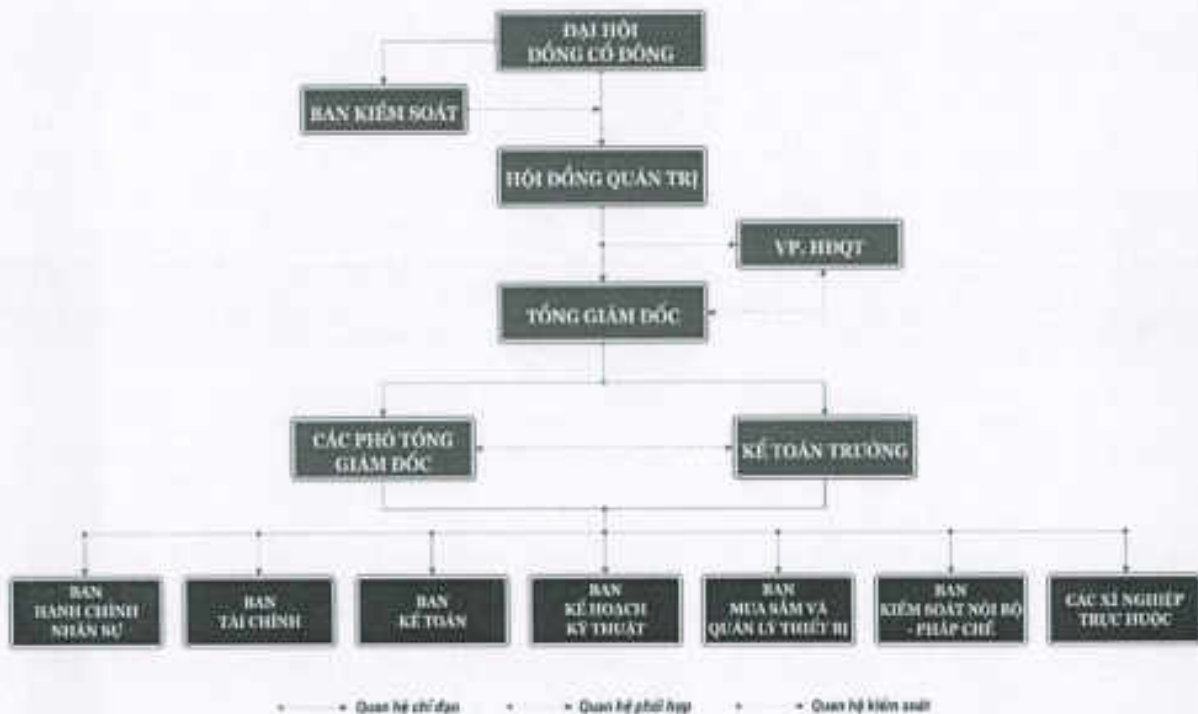 ĐẠI HỘI
ĐỒNG CỔ ĐÔNG
BAN KIỂM SOÁT
HỘI ĐỒNG QUẢN TRỊ
VP. HĐQT
TỔNG GIÁM ĐỐC
CÁC PHÓ TỔNG
GIÁM ĐỐC
KẾ TOÁN TRƯỞNG
BAN
HÀNH CHÍNH
NHÂN SỰ
BAN
TÀI CHÍNH
BAN
KẾ TOÁN
BAN
KẾ HOẠCH
KỸ THUẬT
BAN
MUA SẮM VÀ
QUẢN LÝ THIẾT BỊ
BAN
KIỂM SOÁT NỘI BỘ
- PHÁP CHẾ
CÁC XÍ NGHIỆP
TRỰC HUỘC
Quan hệ chỉ đạo
Quan hệ phối hợp
Quan hệ kiểm soát